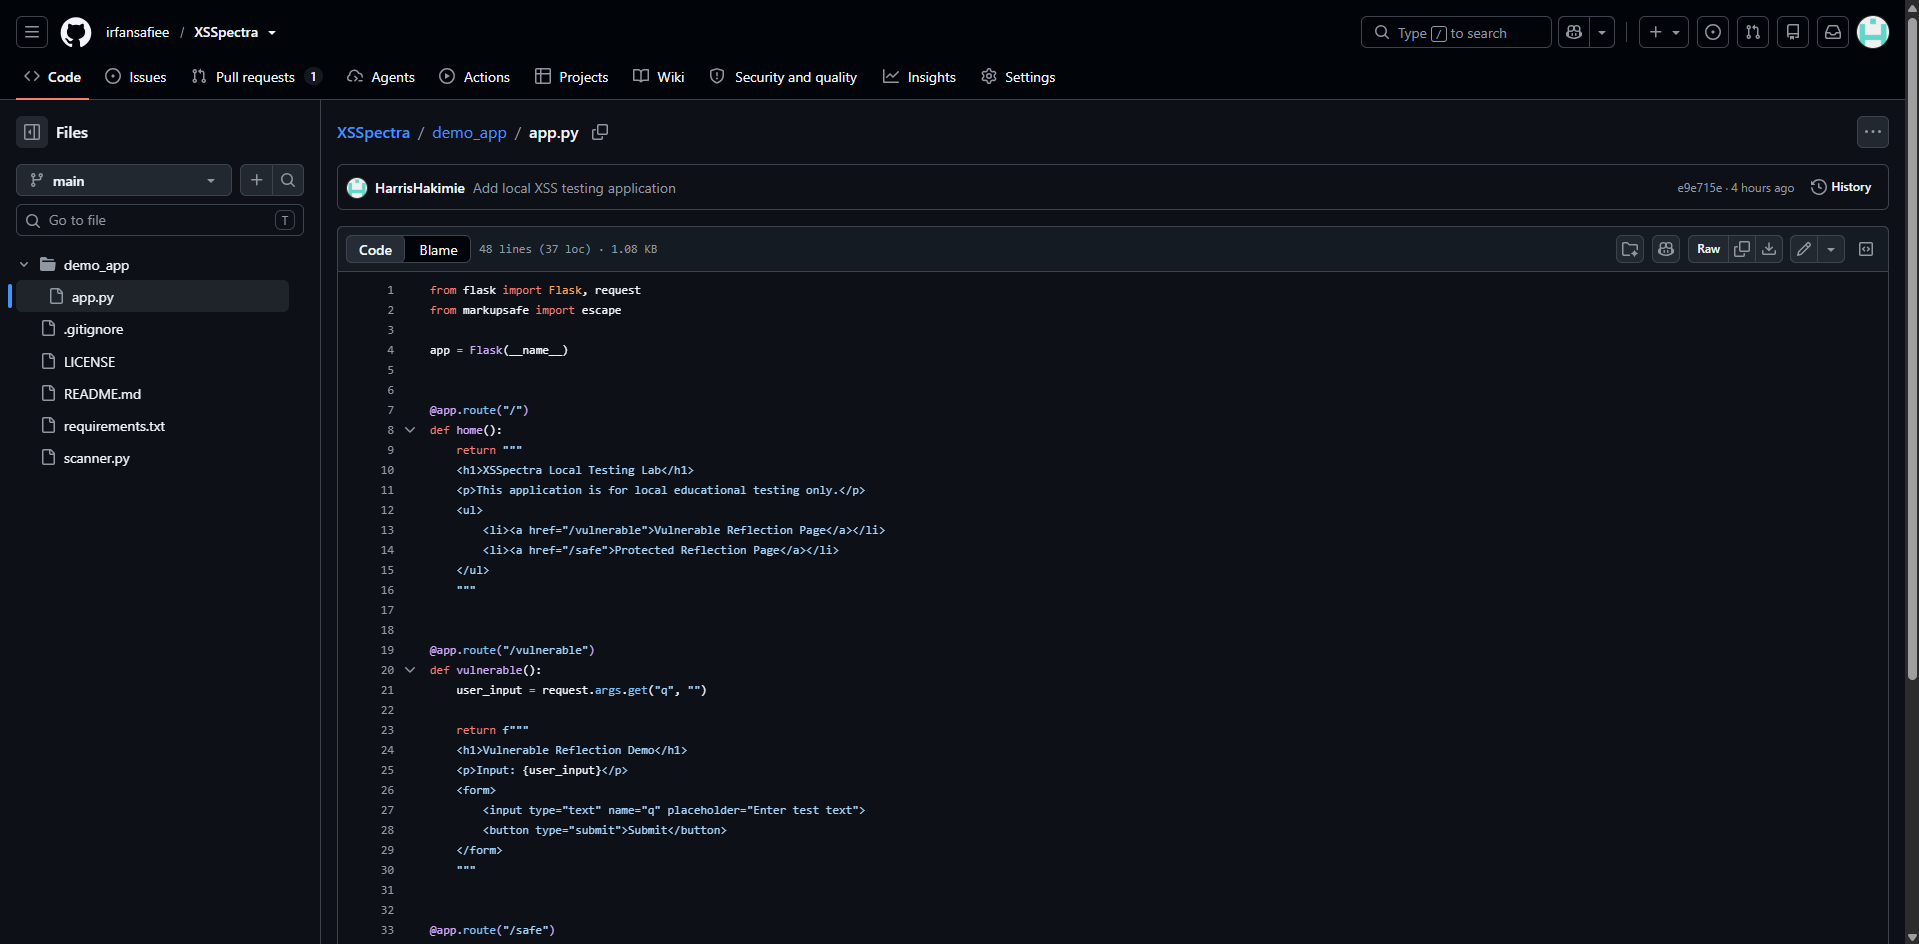 irfansafiee / XSSpectra
Type / to search
Code Issues Pull requests 1 Agents Actions Projects Wiki Security and quality Insights Settings
Files
main
Go to file T
demo_app
app.py
.gitignore
LICENSE
README.md
requirements.txt
scanner.py
XSSpectra / demo_app / app.py
HarrisHakimie Add local XSS testing application e9e715e · 4 hours ago History
Code Blame 48 lines (37 loc) · 1.08 KB Raw
1 from flask import Flask, request
2 from markupsafe import escape
3
4 app = Flask(__name__)
5
6
7 @app.route("/")
8 def home():
9     return """
10     <h1>XSSpectra Local Testing Lab</h1>
11     <p>This application is for local educational testing only.</p>
12     <ul>
13         <li><a href="/vulnerable">Vulnerable Reflection Page</a></li>
14         <li><a href="/safe">Protected Reflection Page</a></li>
15     </ul>
16     """
17
18
19 @app.route("/vulnerable")
20 def vulnerable():
21     user_input = request.args.get("q", "")
22
23     return f"""
24     <h1>Vulnerable Reflection Demo</h1>
25     <p>Input: {user_input}</p>
26     <form>
27         <input type="text" name="q" placeholder="Enter test text">
28         <button type="submit">Submit</button>
29     </form>
30     """
31
32
33 @app.route("/safe")